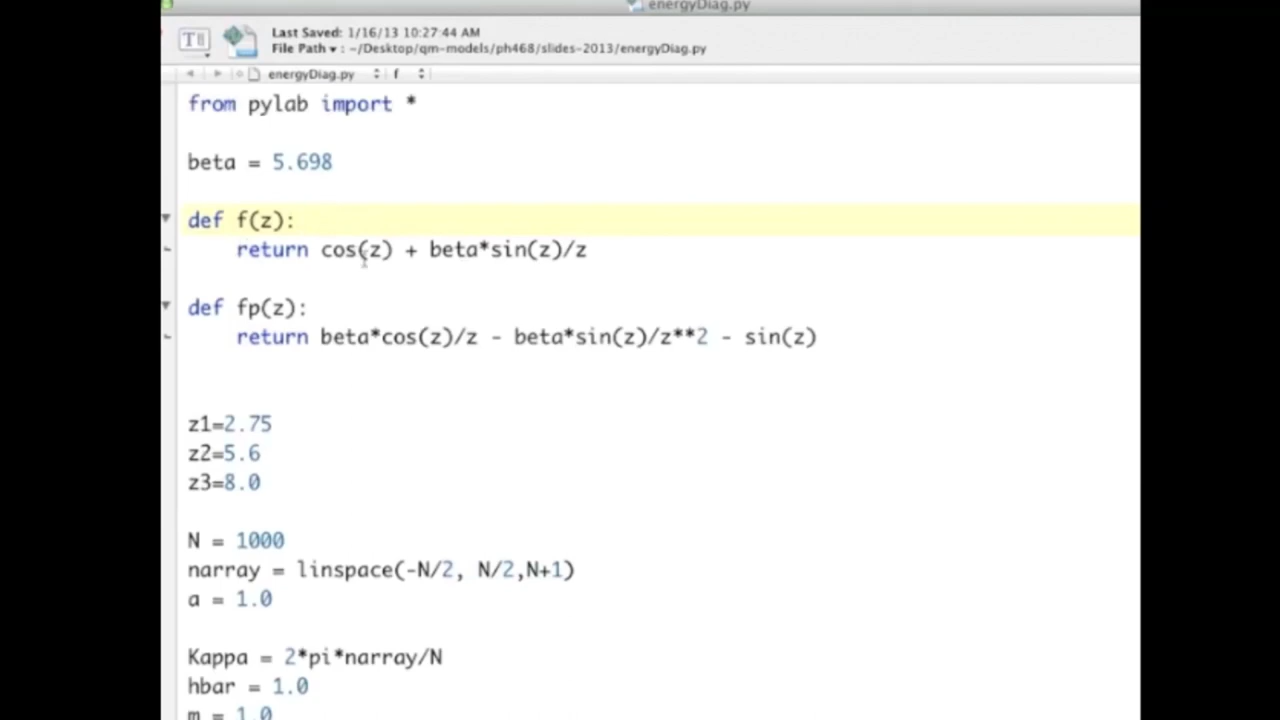 energyDiag.py
Last Saved: 1/16/13 10:27:44 AM
File Path ▾ : ~/Desktop/qm-models/ph468/slides-2013/energyDiag.py
energyDiag.py f
from pylab import *
beta = 5.698
def f(z):
    return cos(z) + beta*sin(z)/z
def fp(z):
    return beta*cos(z)/z - beta*sin(z)/z**2 - sin(z)
z1=2.75
z2=5.6
z3=8.0
N = 1000
narray = linspace(-N/2, N/2,N+1)
a = 1.0
Kappa = 2*pi*narray/N
hbar = 1.0
m = 1.0